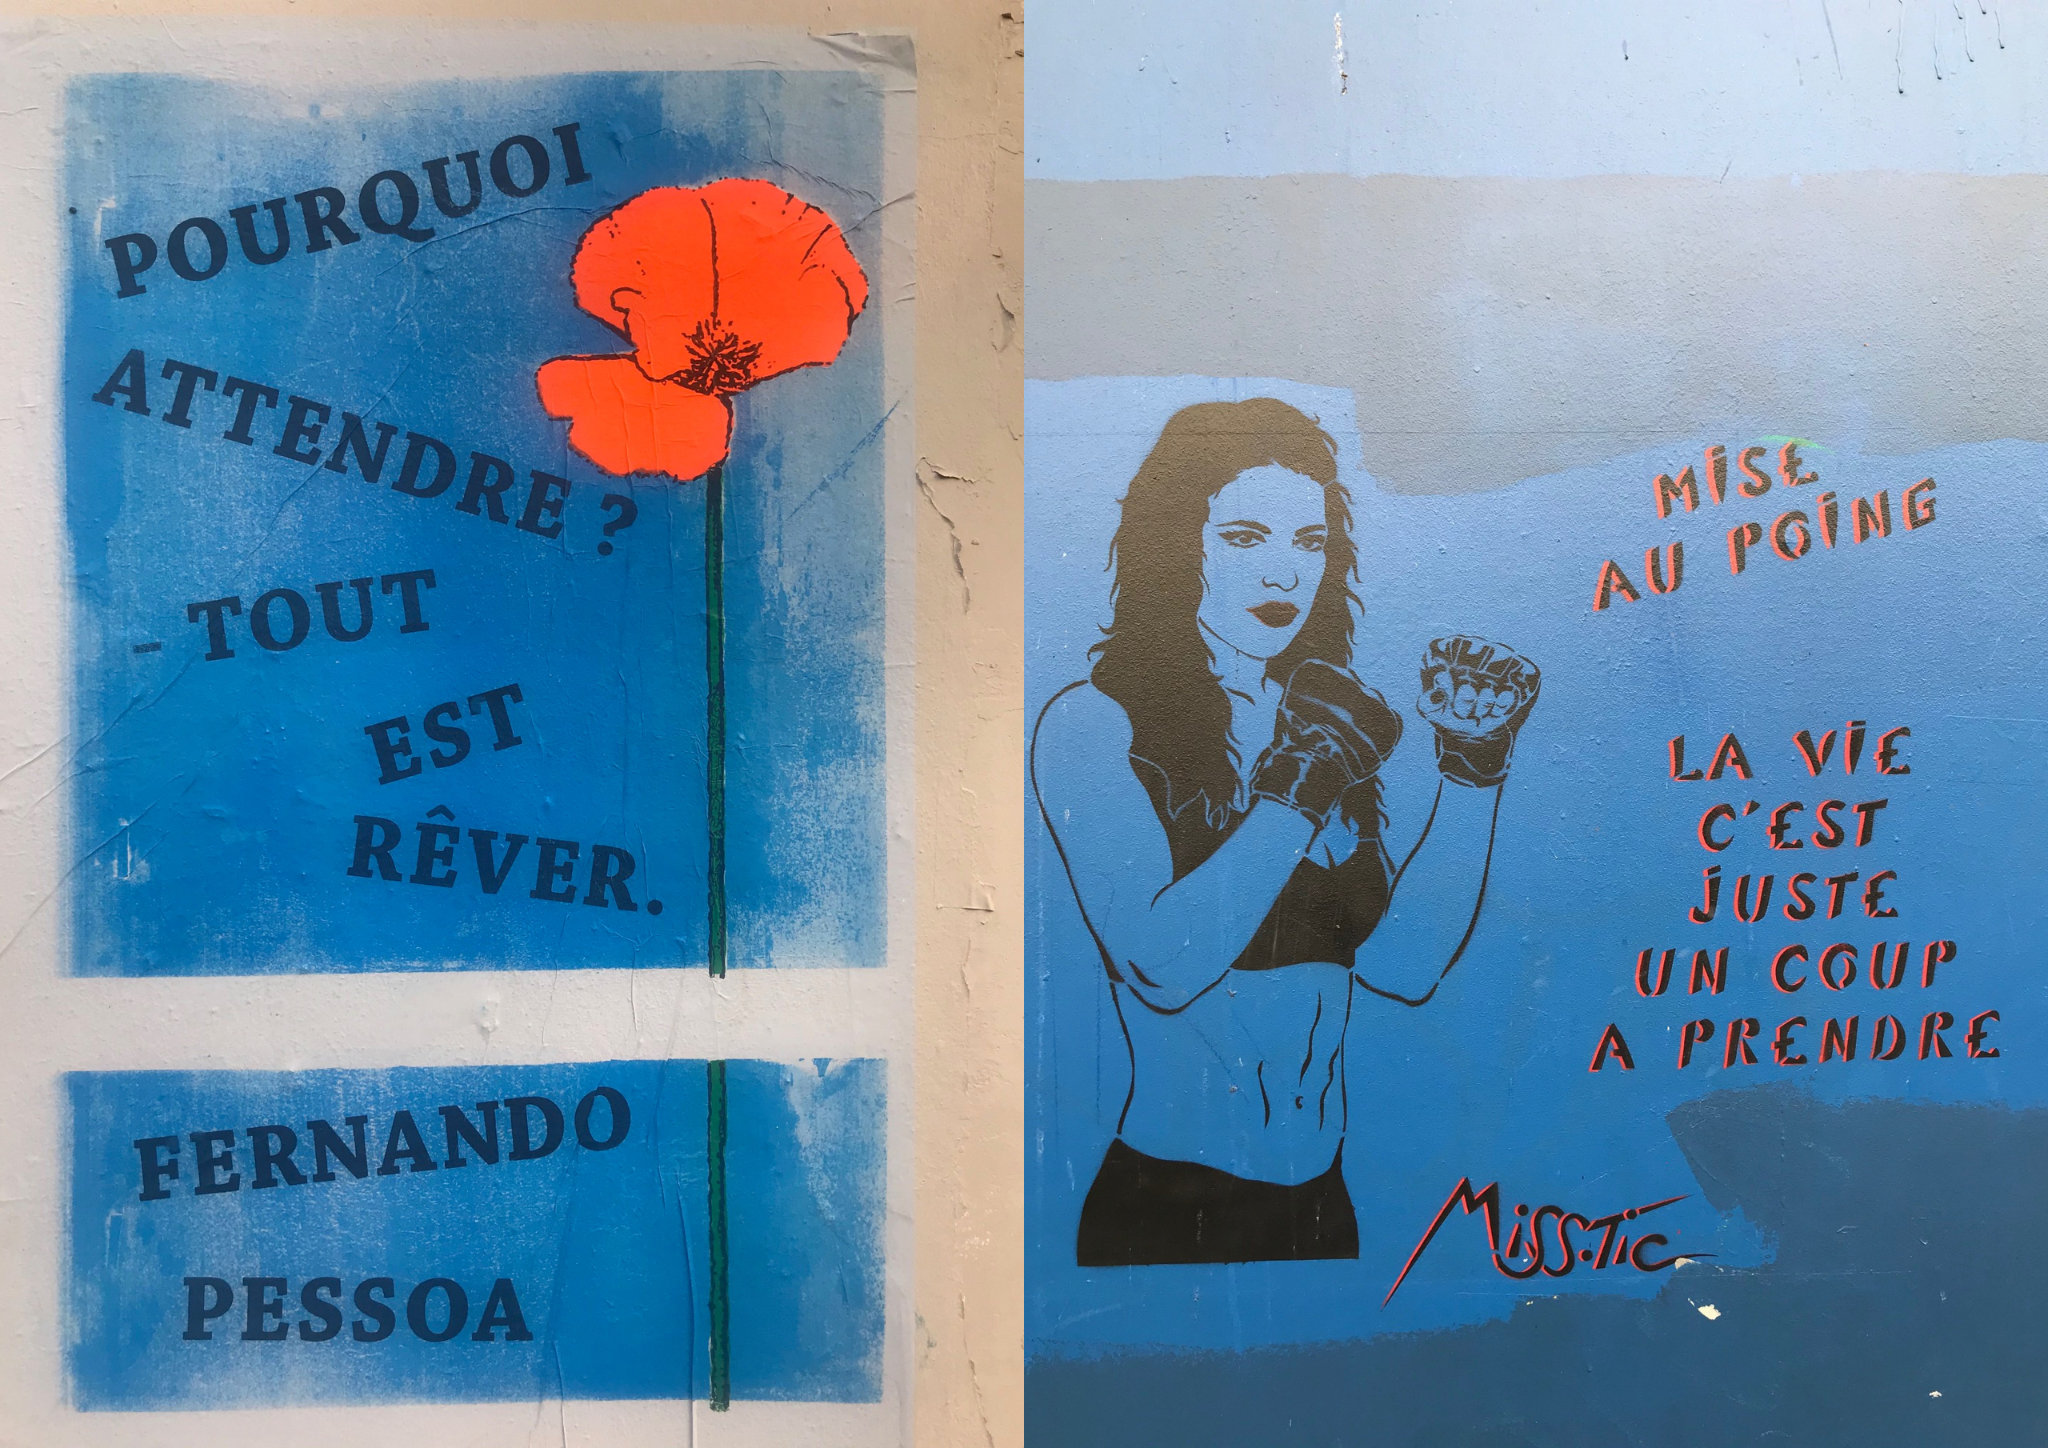 POURQUOI
ATTENDRE ?
- TOUT
EST
RÊVER.
FERNANDO
PESSOA
MISE
AU POING
LA VIE
C'EST
JUSTE
UN COUP
A PRENDRE
MISS.TIC